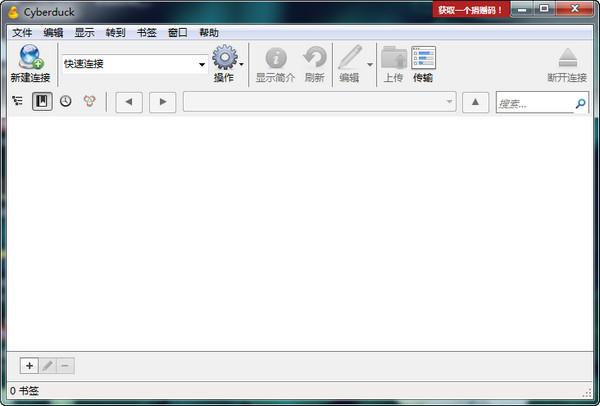 Cyberduck
获取一个捐赠码！
文件 编辑 显示 转到 书签 窗口 帮助
新建连接 快速连接 操作 显示简介 刷新 编辑 上传 传输 断开连接
搜索...
0 书签